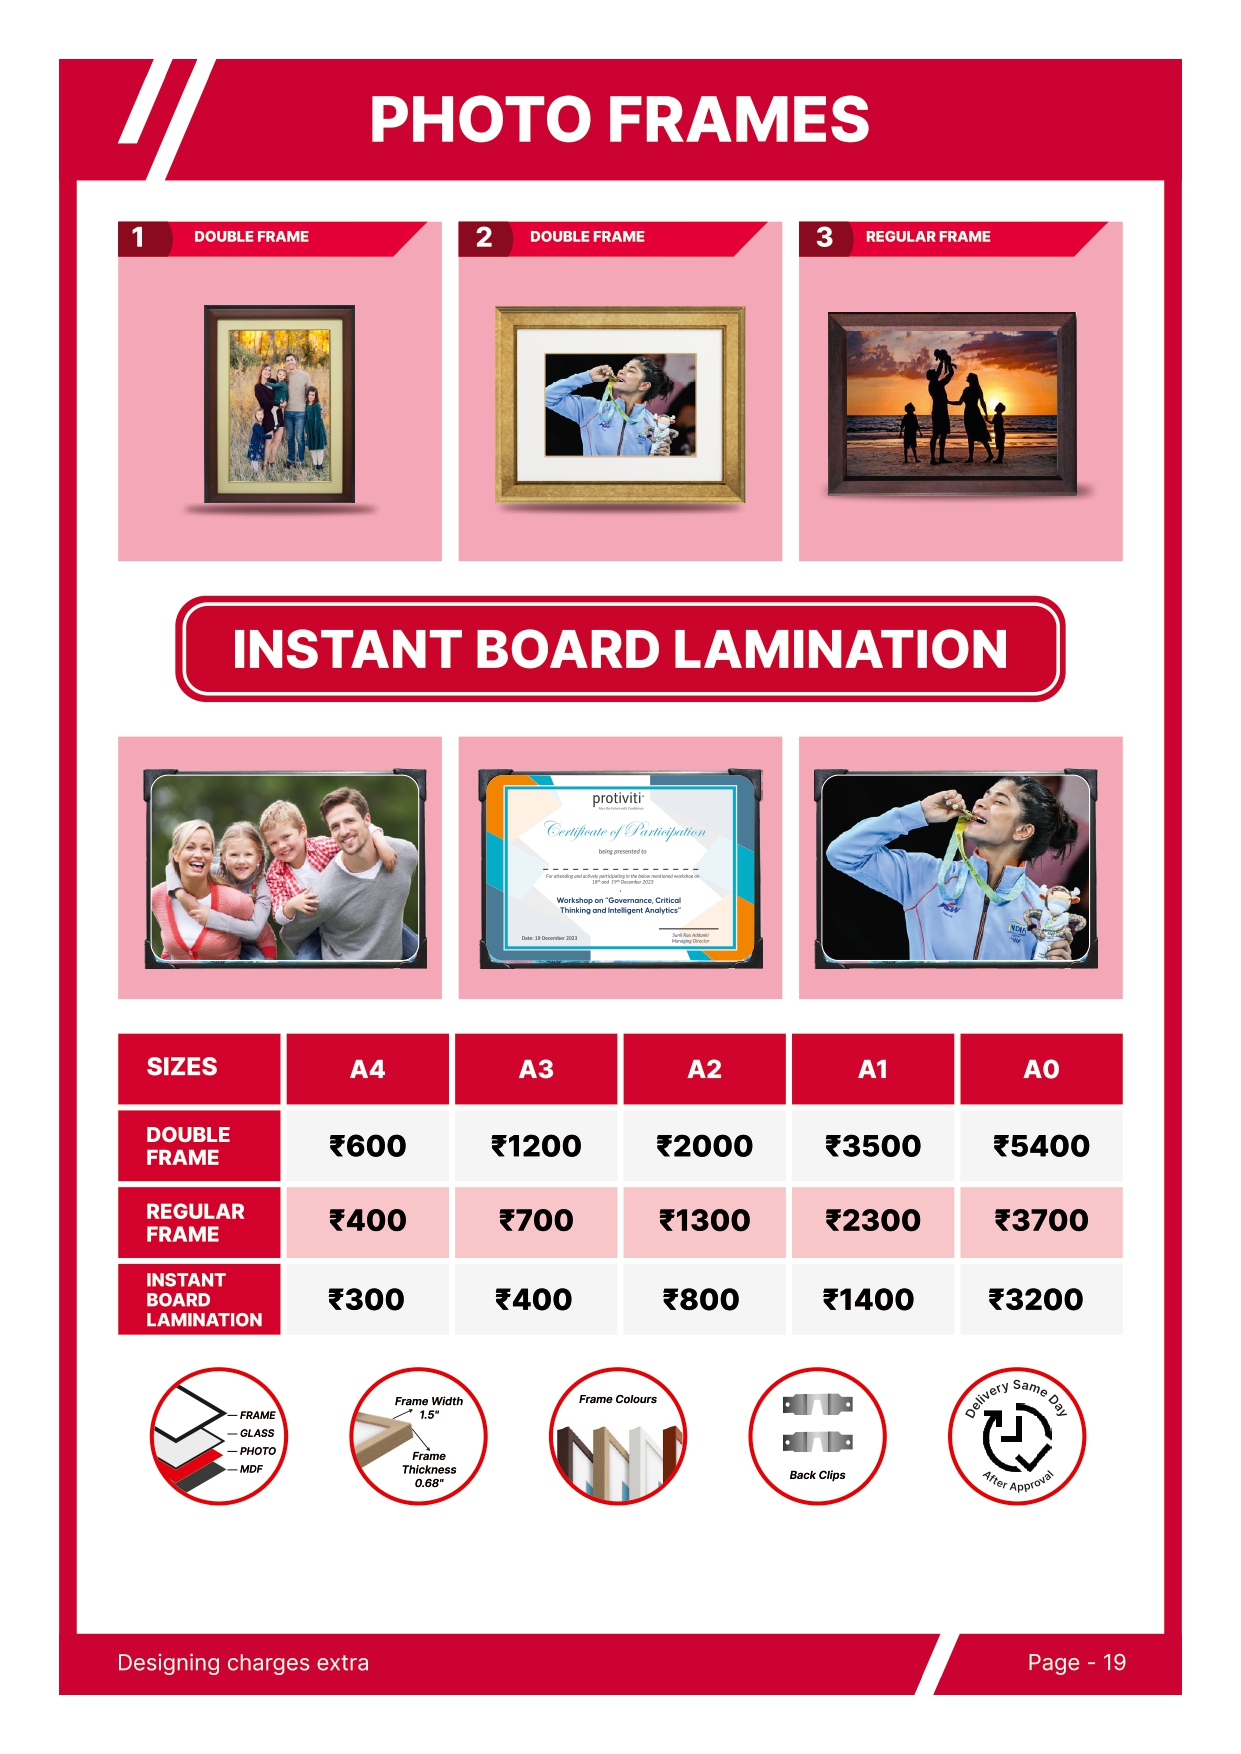 PHOTO FRAMES
1 DOUBLE FRAME
2 DOUBLE FRAME
3 REGULAR FRAME
INSTANT BOARD LAMINATION
protiviti
Certificate of Participation
being presented to
For attending and actively participating in the below mentioned workshop on
18th and 19th December 2023
Workshop on "Governance, Critical
Thinking and Intelligent Analytics"
Date: 19 December 2023
Managing Director
INDIA
SIZES A4 A3 A2 A1 A0
DOUBLE
FRAME
₹600 ₹1200 ₹2000 ₹3500 ₹5400
REGULAR
FRAME
₹400 ₹700 ₹1300 ₹2300 ₹3700
INSTANT
BOARD
LAMINATION
₹300 ₹400 ₹800 ₹1400 ₹3200
FRAME
GLASS
PHOTO
MDF
Frame Width
1.5"
Frame
Thickness
0.68"
Frame Colours
Back Clips
Delivery Same Day
After Approval
Designing charges extra
Page - 19